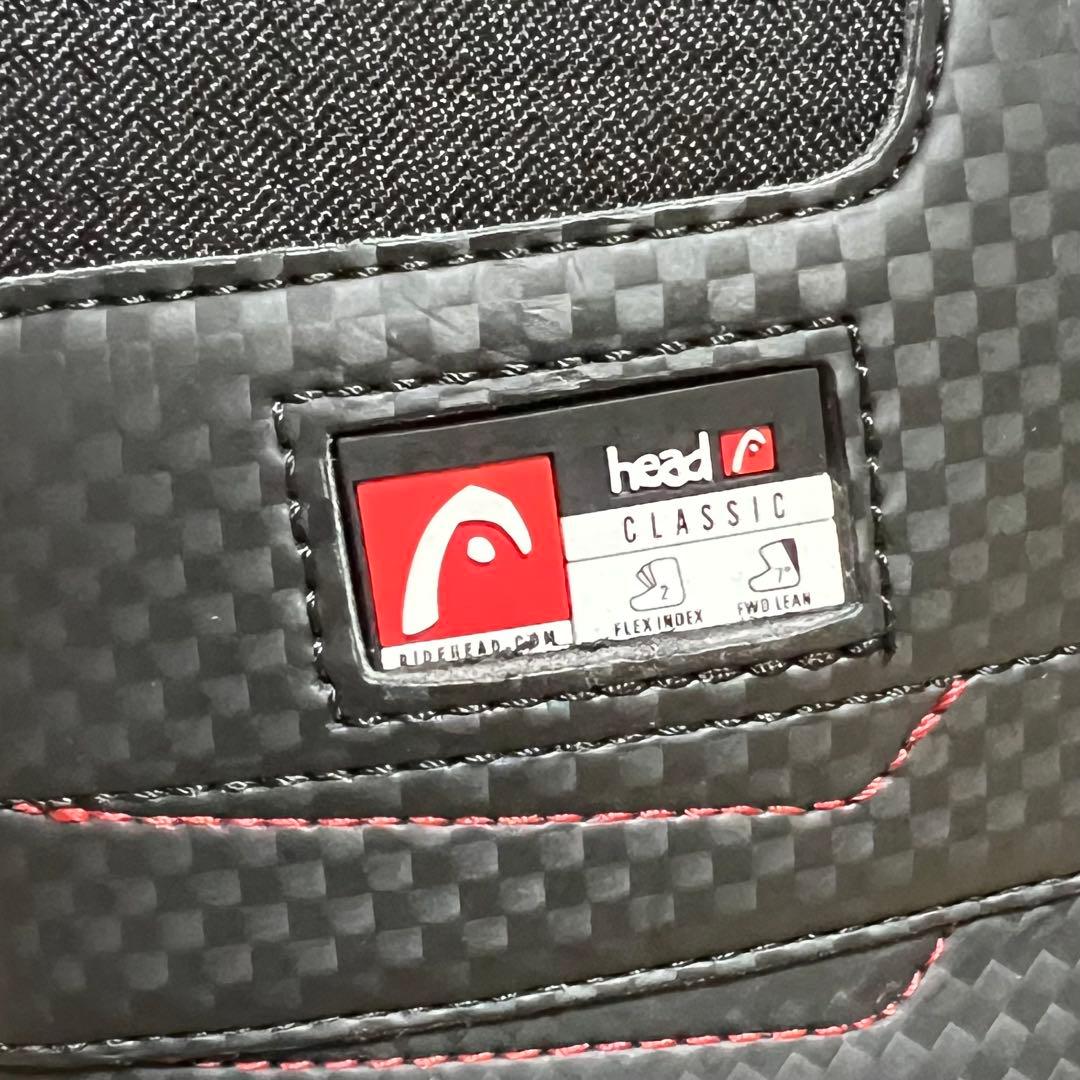 head
CLASSIC
2
7°
FLEX INDEX
FWD LEAN
RIDEHEAD.COM